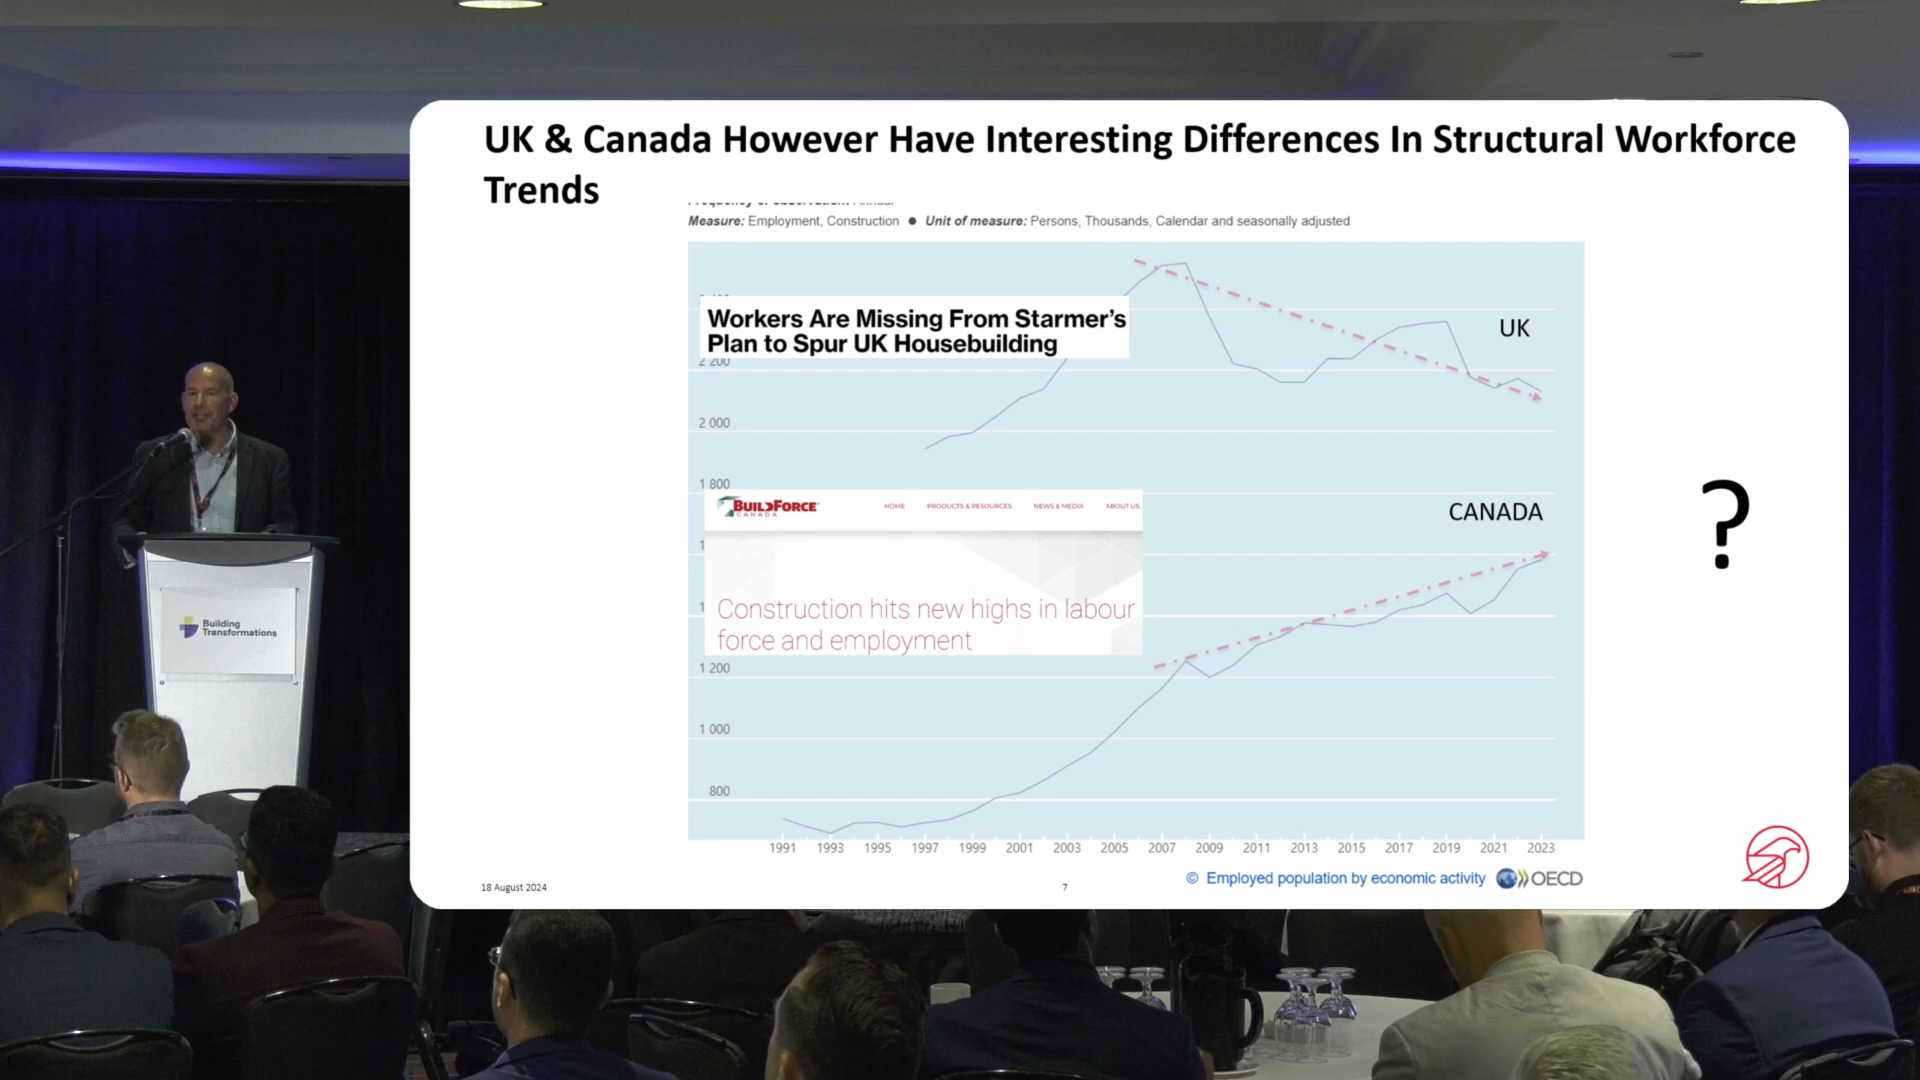 UK & Canada However Have Interesting Differences In Structural Workforce
Trends
Measure: Employment, Construction ● Unit of measure: Persons, Thousands, Calendar and seasonally adjusted
Workers Are Missing From Starmer's
Plan to Spur UK Housebuilding
UK
2 200
2 000
1 800
BUILDFORCE
CANADA
HOME
PRODUCTS & RESOURCES
NEWS & MEDIA
ABOUT US
CANADA
?
Construction hits new highs in labour
force and employment
1 200
1 000
800
1991 1993 1995 1997 1999 2001 2003 2005 2007 2009 2011 2013 2015 2017 2019 2021 2023
© Employed population by economic activity
OECD
18 August 2024
7
Building
Transformations